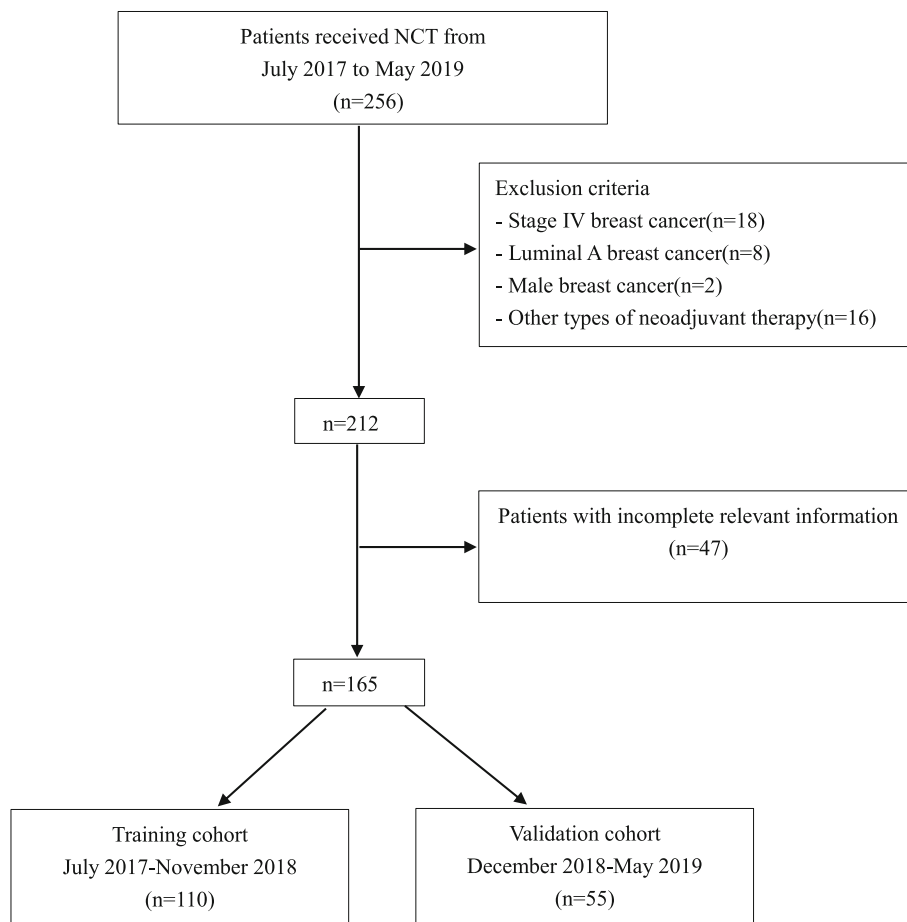 Patients received NCT from
July 2017 to May 2019
(n=256)
Exclusion criteria
- Stage IV breast cancer(n=18)
- Luminal A breast cancer(n=8)
- Male breast cancer(n=2)
- Other types of neoadjuvant therapy(n=16)
n=212
Patients with incomplete relevant information
(n=47)
n=165
Training cohort
July 2017-November 2018
(n=110)
Validation cohort
December 2018-May 2019
(n=55)